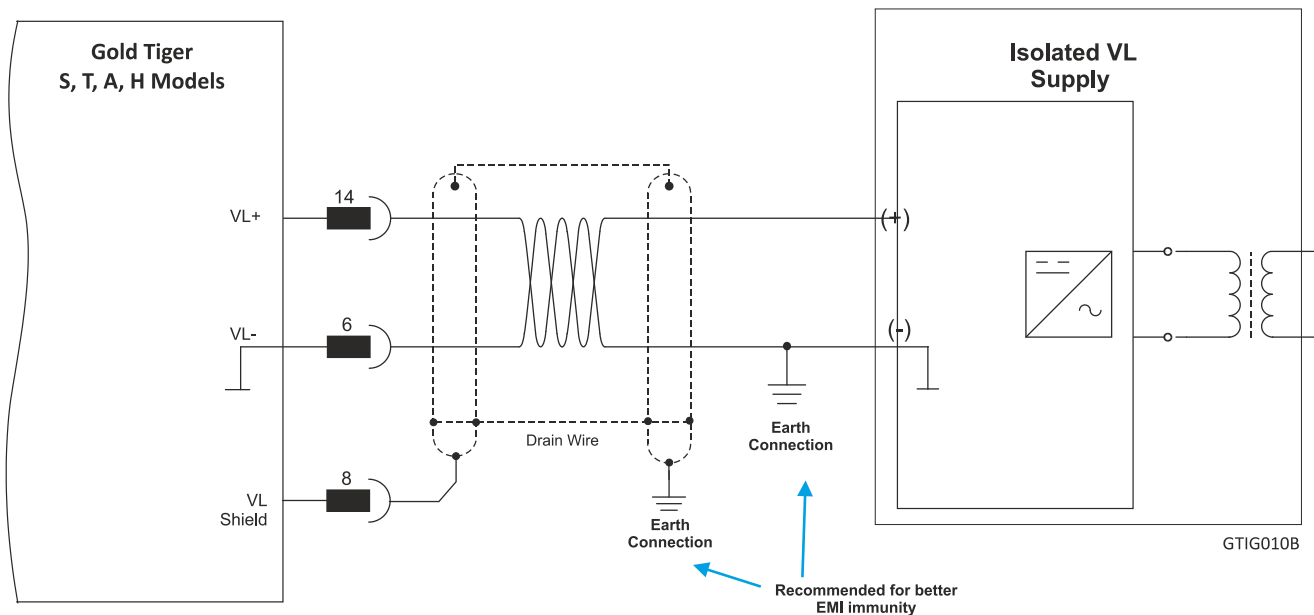 Gold Tiger
S, T, A, H Models
Isolated VL
Supply
14
VL+
(+)
6
VL-
(-)
Drain Wire
Earth
Connection
8
VL
Shield
Earth
Connection
GTIG010B
Recommended for better
EMI immunity